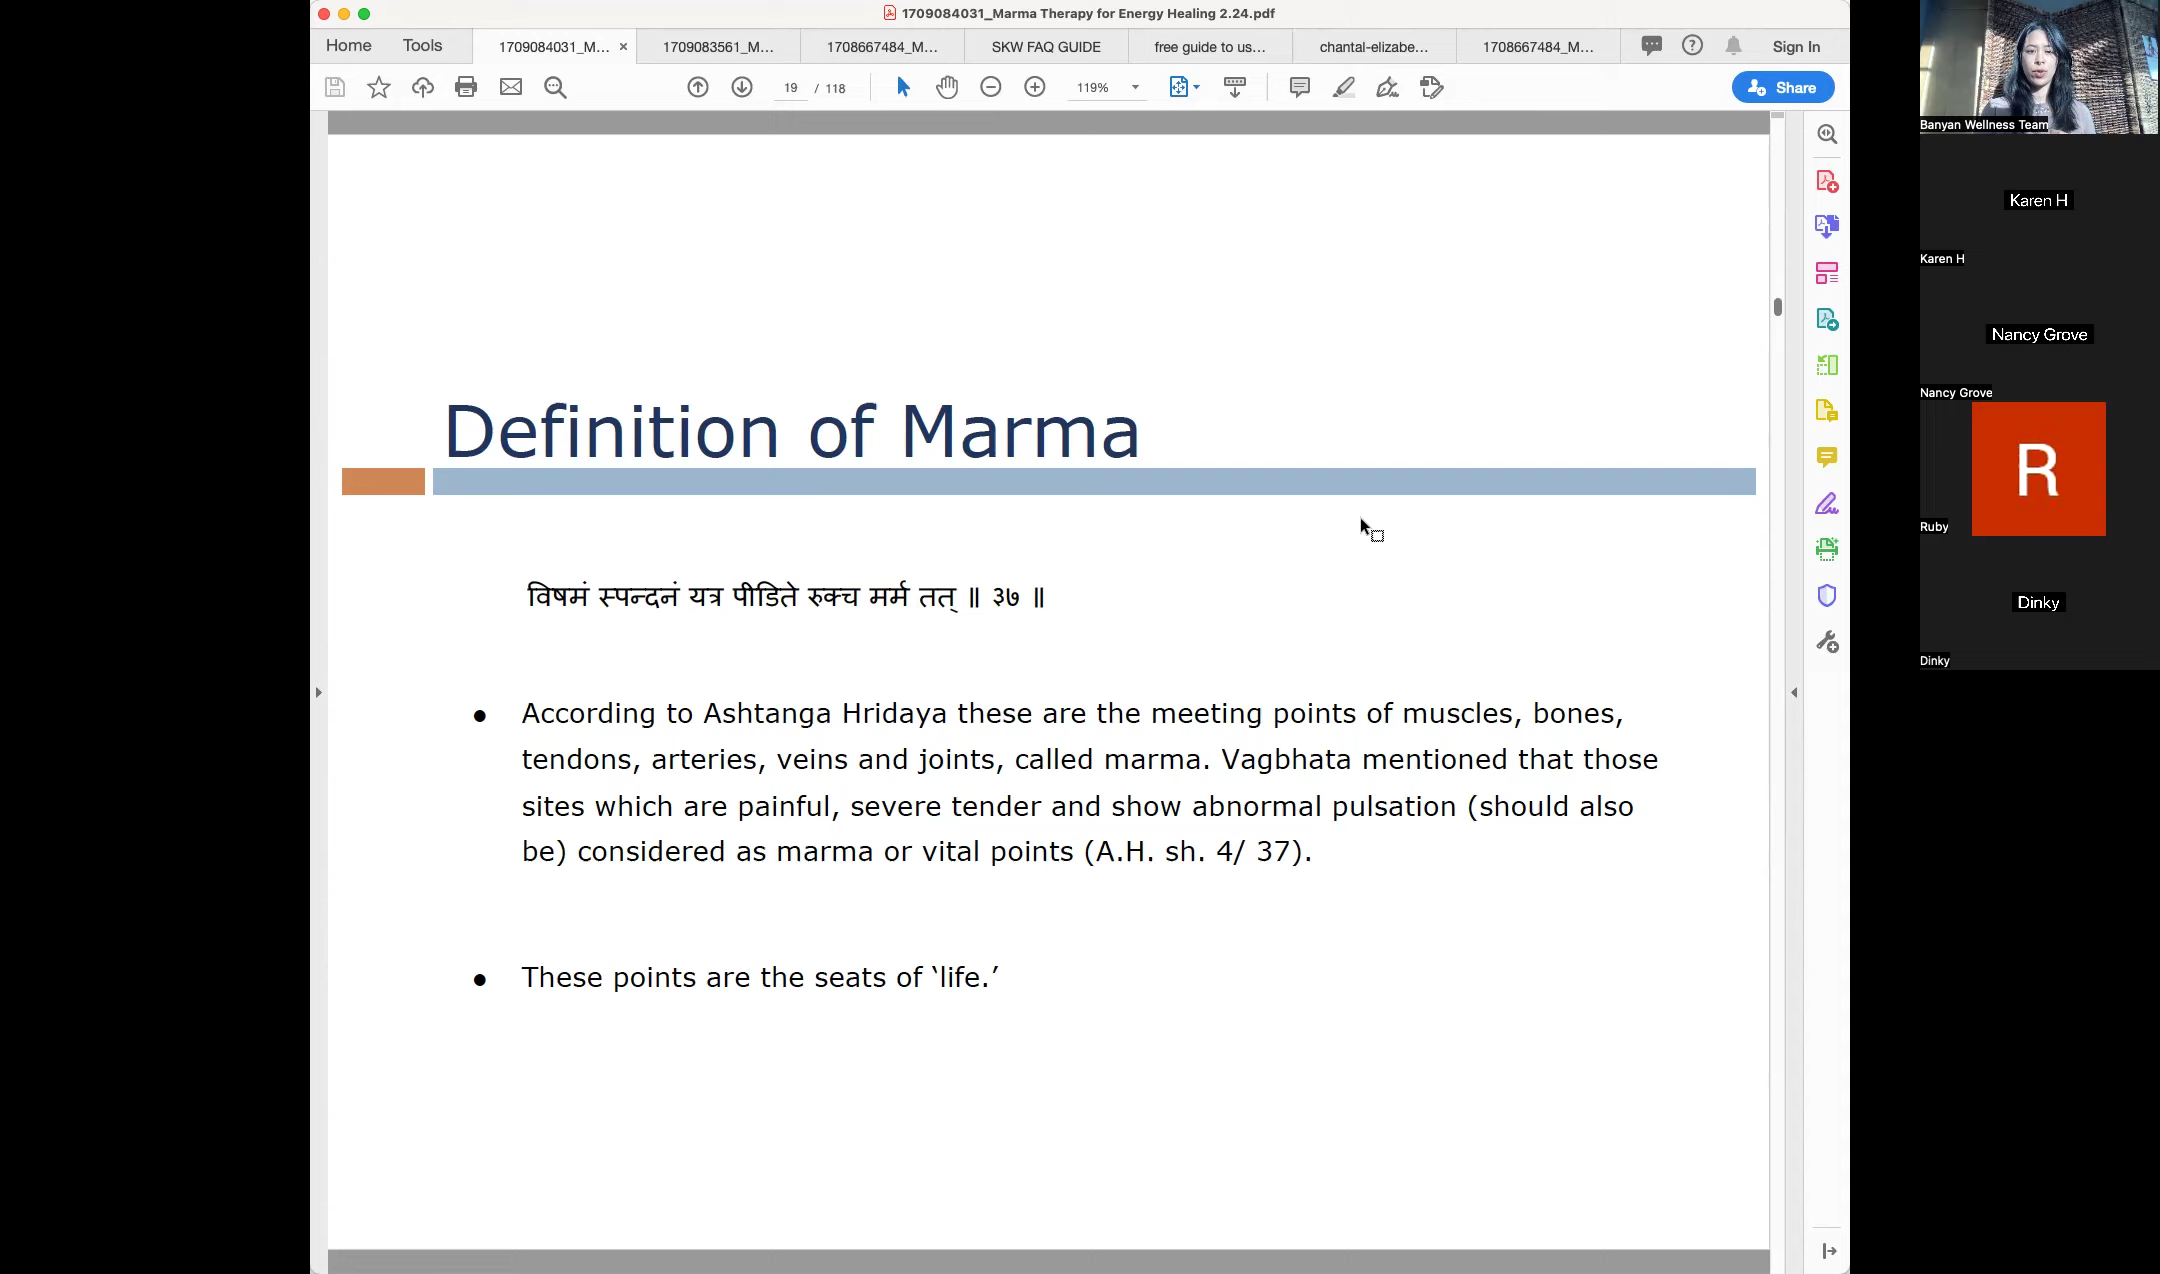 1709084031_Marma Therapy for Energy Healing 2.24.pdf
Home Tools 1709084031_M... × 1709083561_M... 1708667484_M... SKW FAQ GUIDE free guide to us... chantal-elizabe... 1708667484_M... Sign In
19 / 118 119% Share
Definition of Marma
विषमं स्पन्दनं यत्र पीडिते रुक्च मर्म तत् ॥ ३७ ॥
● According to Ashtanga Hridaya these are the meeting points of muscles, bones,
tendons, arteries, veins and joints, called marma. Vagbhata mentioned that those
sites which are painful, severe tender and show abnormal pulsation (should also
be) considered as marma or vital points (A.H. sh. 4/ 37).
● These points are the seats of ‘life.’
Banyan Wellness Team
Karen H
Karen H
Nancy Grove
Nancy Grove
R
Ruby
Dinky
Dinky